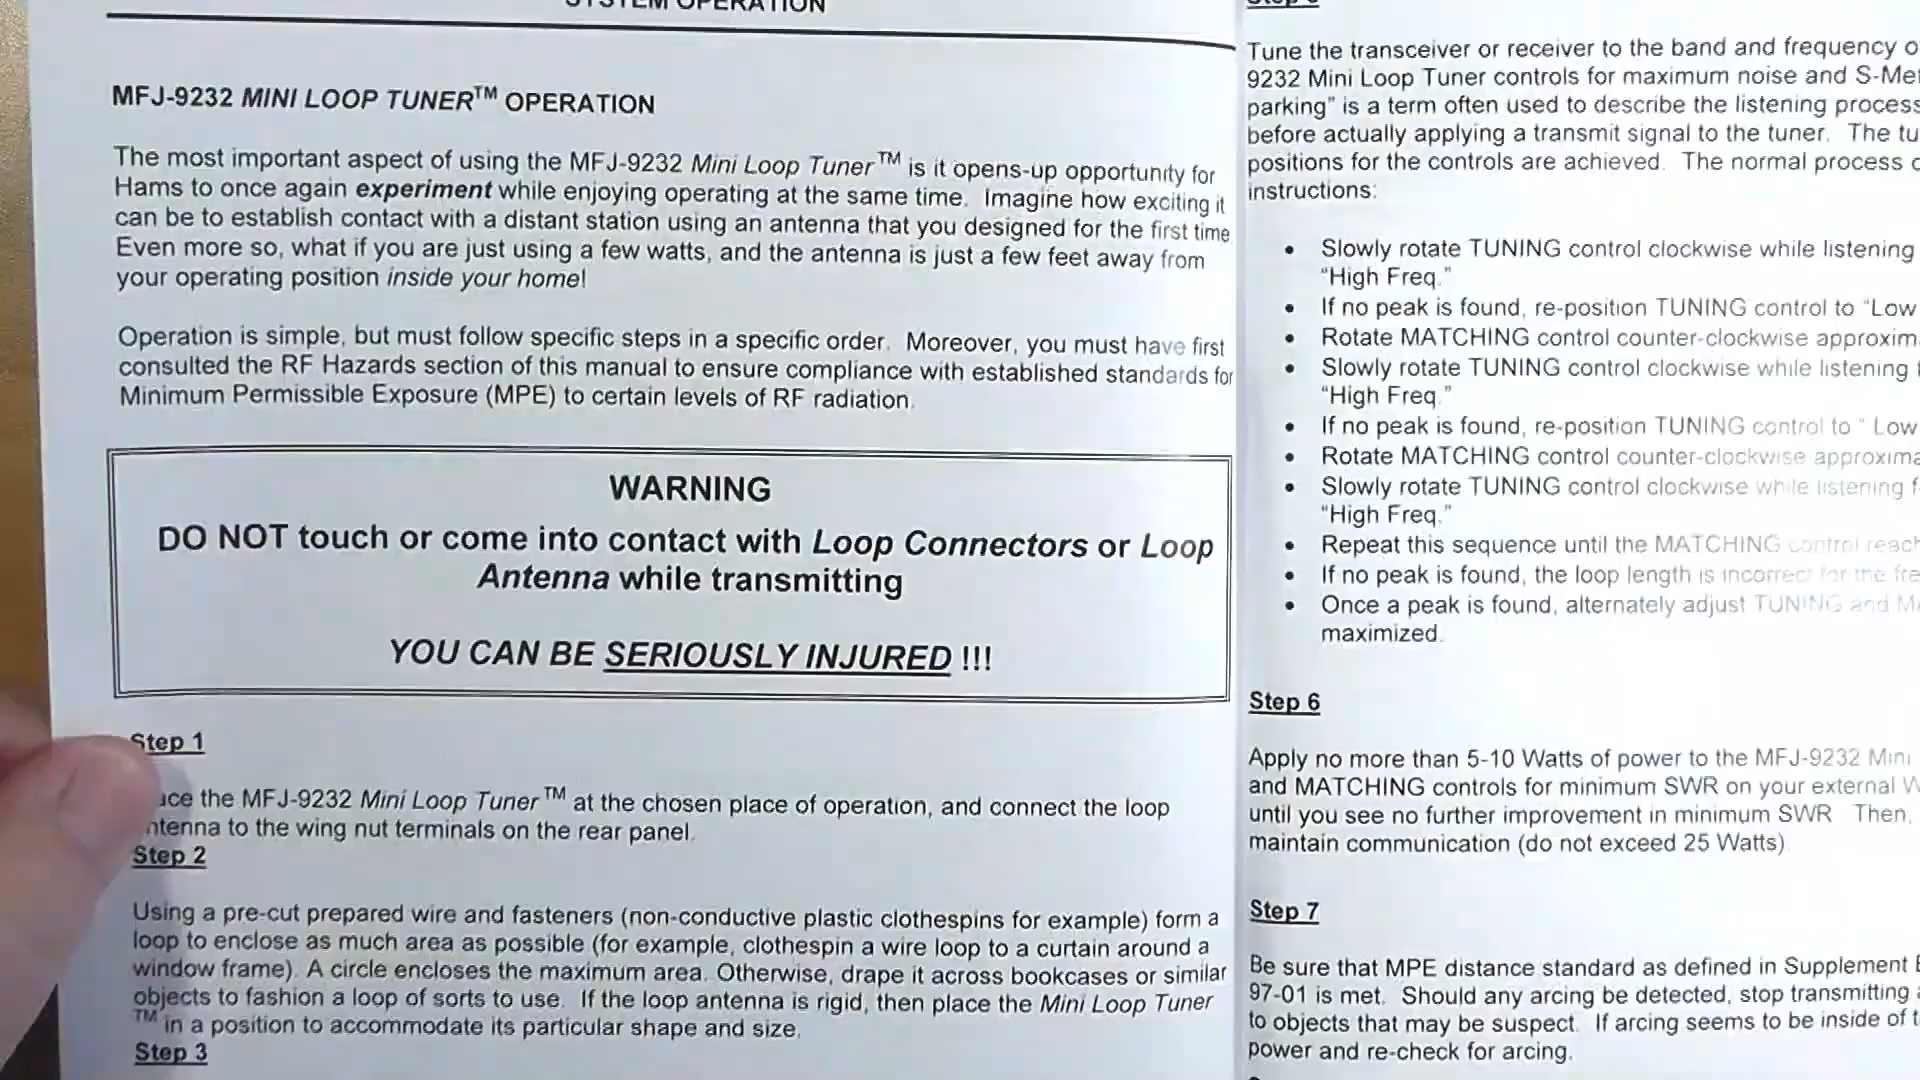 SYSTEM OPERATION
MFJ-9232 MINI LOOP TUNER™ OPERATION
The most important aspect of using the MFJ-9232 Mini Loop Tuner™ is it opens-up opportunity for
Hams to once again experiment while enjoying operating at the same time. Imagine how exciting it
can be to establish contact with a distant station using an antenna that you designed for the first time
Even more so, what if you are just using a few watts, and the antenna is just a few feet away from
your operating position inside your home!
Operation is simple, but must follow specific steps in a specific order. Moreover, you must have first
consulted the RF Hazards section of this manual to ensure compliance with established standards for
Minimum Permissible Exposure (MPE) to certain levels of RF radiation.
WARNING
DO NOT touch or come into contact with Loop Connectors or Loop
Antenna while transmitting
YOU CAN BE SERIOUSLY INJURED !!!
Step 1
the MFJ-9232 Mini Loop Tuner™ at the chosen place of operation, and connect the loop
to the wing nut terminals on the rear panel.
Step 2
Using a pre-cut prepared wire and fasteners (non-conductive plastic clothespins for example) form a
loop to enclose as much area as possible (for example, clothespin a wire loop to a curtain around a
window frame). A circle encloses the maximum area. Otherwise, drape it across bookcases or similar
objects to fashion a loop of sorts to use. If the loop antenna is rigid, then place the Mini Loop Tuner
™ in a position to accommodate its particular shape and size.
Step 3
Tune the transceiver or receiver to the band and frequency
9232 Mini Loop Tuner controls for maximum noise and
parking" is a term often used to describe the listening process
before actually applying a transmit signal to the tuner. The
positions for the controls are achieved. The normal process
instructions:
• Slowly rotate TUNING control clockwise while listening
"High Freq."
• If no peak is found, re-position TUNING control to "Low
• Rotate MATCHING control counter-clockwise
• Slowly rotate TUNING control clockwise while listening
"High Freq."
• If no peak is found, re-position TUNING control to " Low
• Rotate MATCHING control counter-clockwise
• Slowly rotate TUNING control clockwise while listening
"High Freq."
• Repeat this sequence until the MATCHING control
• If no peak is found, the loop length is incorrect for the
• Once a peak is found, alternately adjust TUNING and
maximized.
Step 6
Apply no more than 5-10 Watts of power to the MFJ-9232 Mini
and MATCHING controls for minimum SWR on your external
until you see no further improvement in minimum SWR Then,
maintain communication (do not exceed 25 Watts).
Step 7
Be sure that MPE distance standard as defined in Supplement
97-01 is met. Should any arcing be detected, stop transmitting
to objects that may be suspect. If arcing seems to be inside of
power and re-check for arcing.